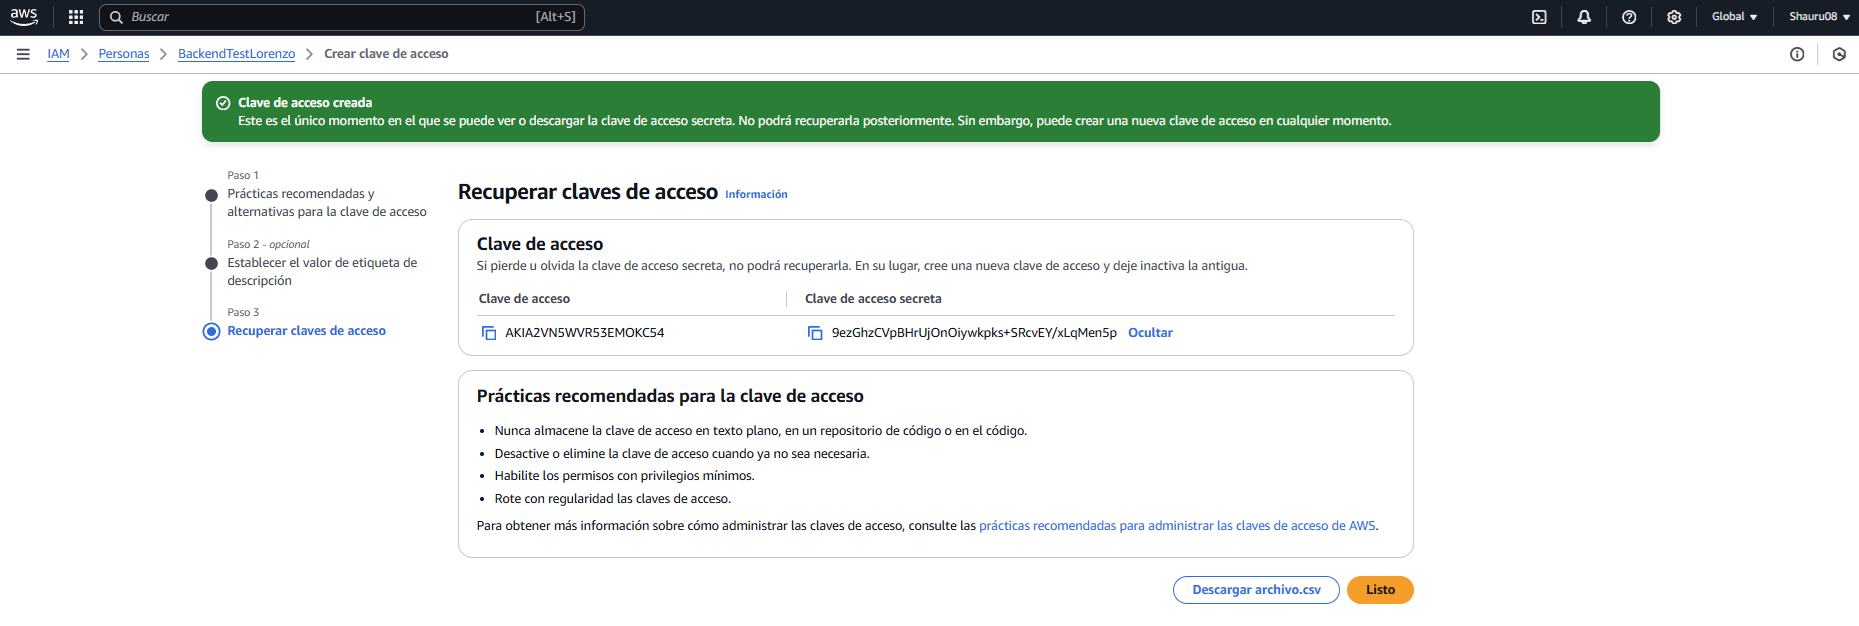 aws
Buscar [Alt+S]
Global
Shauru08
IAM > Personas > BackendTestLorenzo > Crear clave de acceso
Clave de acceso creada
Este es el único momento en el que se puede ver o descargar la clave de acceso secreta. No podrá recuperarla posteriormente. Sin embargo, puede crear una nueva clave de acceso en cualquier momento.
Paso 1
Prácticas recomendadas y
alternativas para la clave de acceso
Paso 2 - opcional
Establecer el valor de etiqueta de
descripción
Paso 3
Recuperar claves de acceso
Recuperar claves de acceso Información
Clave de acceso
Si pierde u olvida la clave de acceso secreta, no podrá recuperarla. En su lugar, cree una nueva clave de acceso y deje inactiva la antigua.
Clave de acceso Clave de acceso secreta
AKIA2VN5WVR53EMOKC54 9ezGhzCVpBHrUjOnOiywkpks+SRcvEY/xLqMen5p Ocultar
Prácticas recomendadas para la clave de acceso
• Nunca almacene la clave de acceso en texto plano, en un repositorio de código o en el código.
• Desactive o elimine la clave de acceso cuando ya no sea necesaria.
• Habilite los permisos con privilegios mínimos.
• Rote con regularidad las claves de acceso.
Para obtener más información sobre cómo administrar las claves de acceso, consulte las prácticas recomendadas para administrar las claves de acceso de AWS.
Descargar archivo.csv
Listo